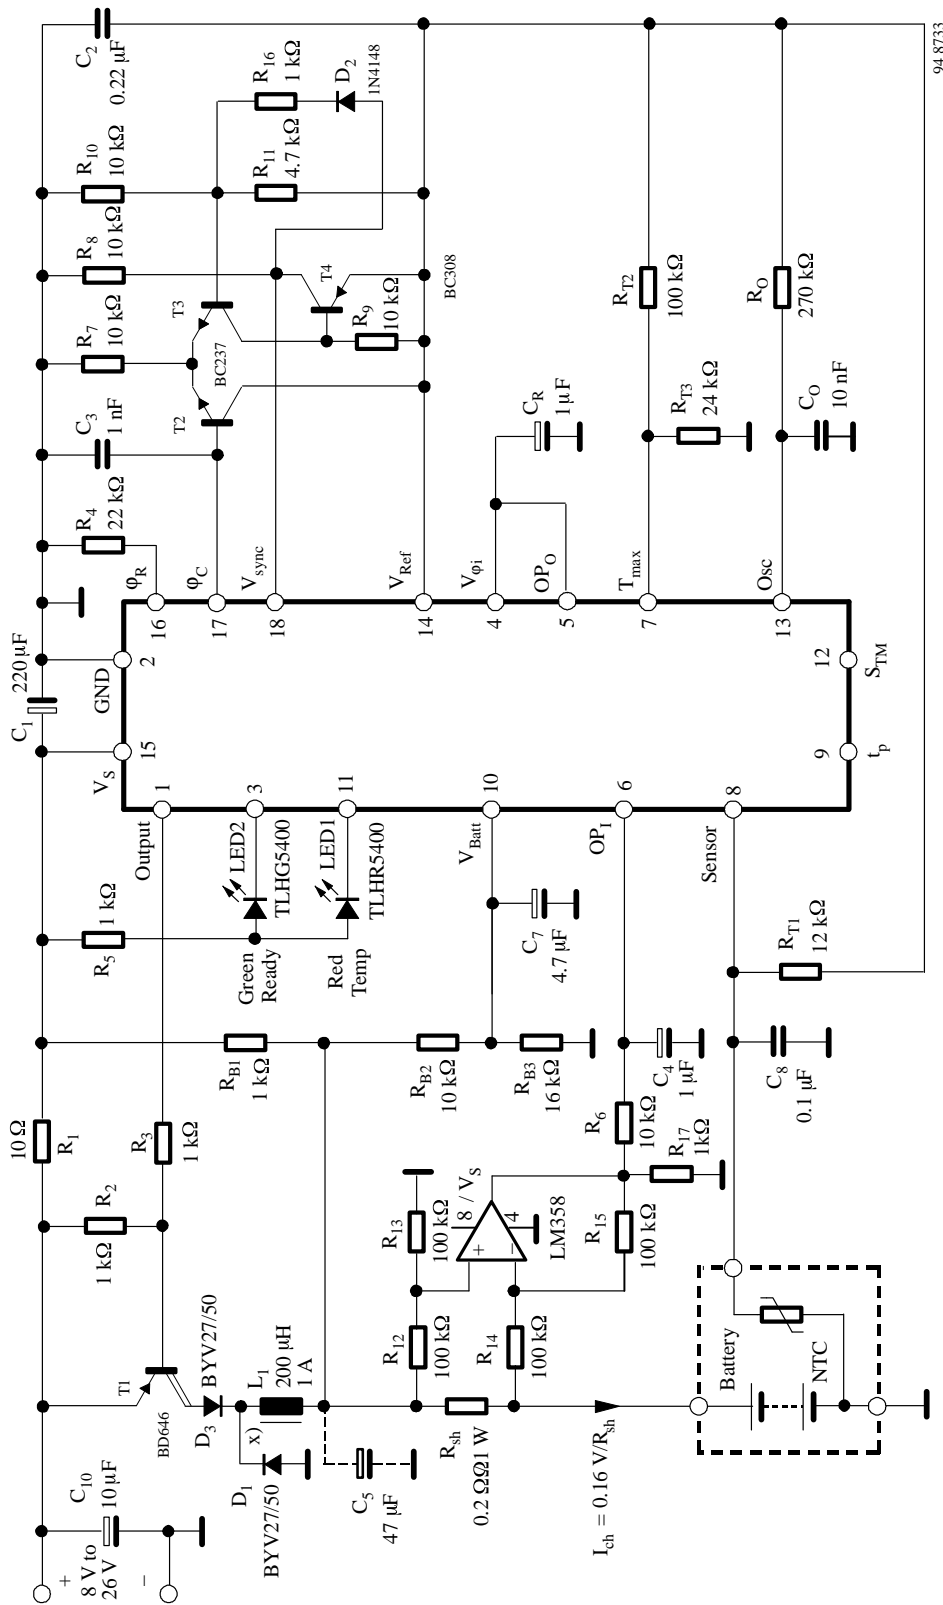 +
8 V to
26 V
−
C10
10 μF
T1
BD646
D3
BYV27/50
D1
BYV27/50
x)
L1
200 μH
1 A
C5
47 μF
R2
1 kΩ
10 Ω
R1
R3
1 kΩ
RB1
1 kΩ
R5
1 kΩ
Green
Ready
Red
Temp
LED2
TLHG5400
LED1
TLHR5400
RB2
10 kΩ
RB3
16 kΩ
C7
4.7 μF
R12
100 kΩ
R13
100 kΩ
8 / VS
+
−
4
LM358
R14
100 kΩ
R15
100 kΩ
R6
10 kΩ
R17
1kΩ
C4
1 μF
Rsh
0.2 ΩΩ1 W
Ich = 0.16 V/Rsh
Battery
NTC
C8
0.1 μF
RT1
12 kΩ
C1
220 μF
VS
15
GND
2
Output
1
3
11
VBatt
10
OPI
6
Sensor
8
9
tp
12
STM
16
φR
17
φC
18
Vsync
14
VRef
4
Vφi
5
OPO
7
Tmax
13
Osc
R4
22 kΩ
C3
1 nF
R7
10 kΩ
R8
10 kΩ
R10
10 kΩ
C2
0.22 μF
T2
BC237
T3
T4
R9
10 kΩ
BC308
R11
4.7 kΩ
R16
1 kΩ
D2
1N4148
CR
1 μF
RT2
100 kΩ
RT3
24 kΩ
RO
270 kΩ
CO
10 nF
94 8733